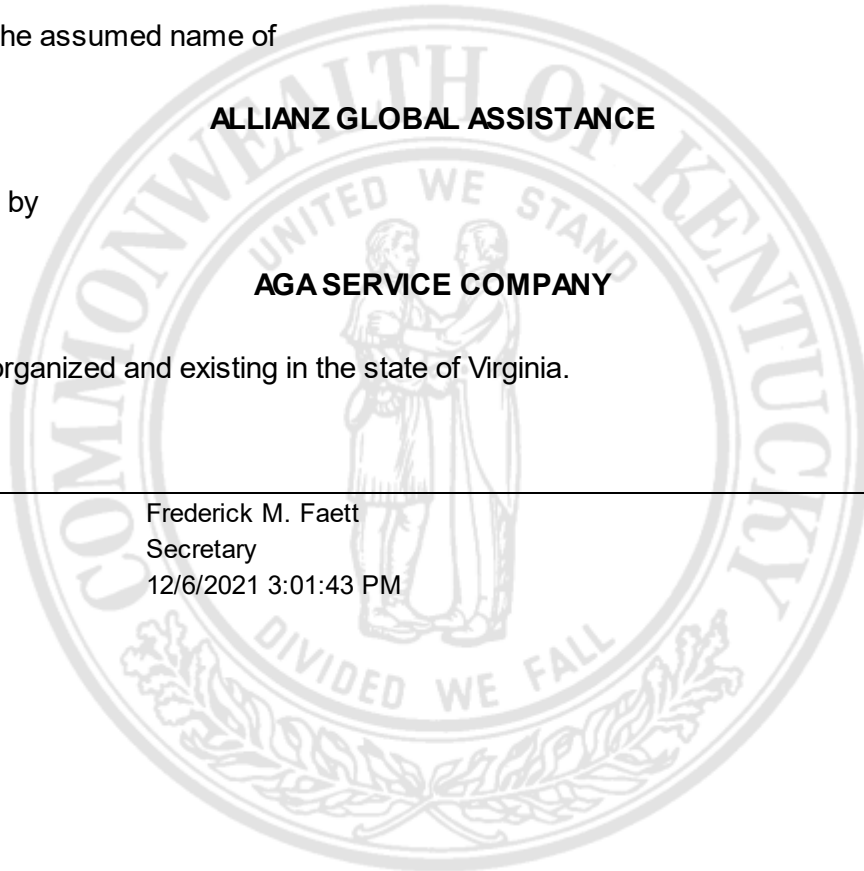 he assumed name of
ALLIANZ GLOBAL ASSISTANCE
by
AGA SERVICE COMPANY
organized and existing in the state of Virginia.
Frederick M. Faett
Secretary
12/6/2021 3:01:43 PM
COMMONWEALTH OF KENTUCKY
UNITED WE STAND
DIVIDED WE FALL